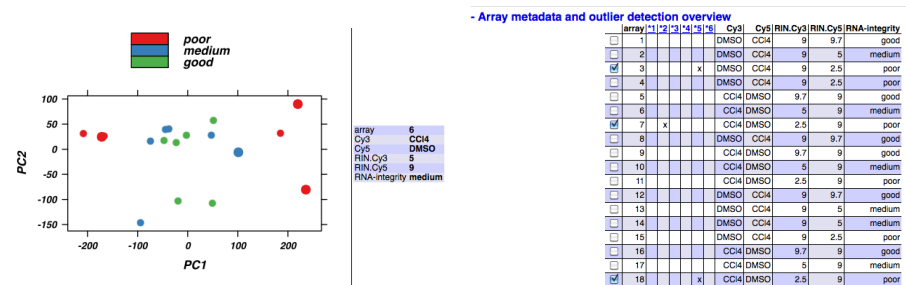 poor
medium
good
100
50
0
-50
-100
-150
PC2
-200 -100 0 100 200
PC1
array 6
Cy3 CCl4
Cy5 DMSO
RIN.Cy3 5
RIN.Cy5 9
RNA-integrity medium
- Array metadata and outlier detection overview
array *1 *2 *3 *4 *5 *6 Cy3 Cy5 RIN.Cy3 RIN.Cy5 RNA-integrity
1 DMSO CCl4 9 9.7 good
2 DMSO CCl4 9 5 medium
3 x DMSO CCl4 9 2.5 poor
4 DMSO CCl4 9 2.5 poor
5 CCl4 DMSO 9.7 9 good
6 CCl4 DMSO 5 9 medium
7 x CCl4 DMSO 2.5 9 poor
8 DMSO CCl4 9 9.7 good
9 CCl4 DMSO 9.7 9 good
10 CCl4 DMSO 5 9 medium
11 CCl4 DMSO 2.5 9 poor
12 DMSO CCl4 9 9.7 good
13 DMSO CCl4 9 5 medium
14 DMSO CCl4 9 5 medium
15 DMSO CCl4 9 2.5 poor
16 CCl4 DMSO 9.7 9 good
17 CCl4 DMSO 5 9 medium
18 x CCl4 DMSO 2.5 9 poor